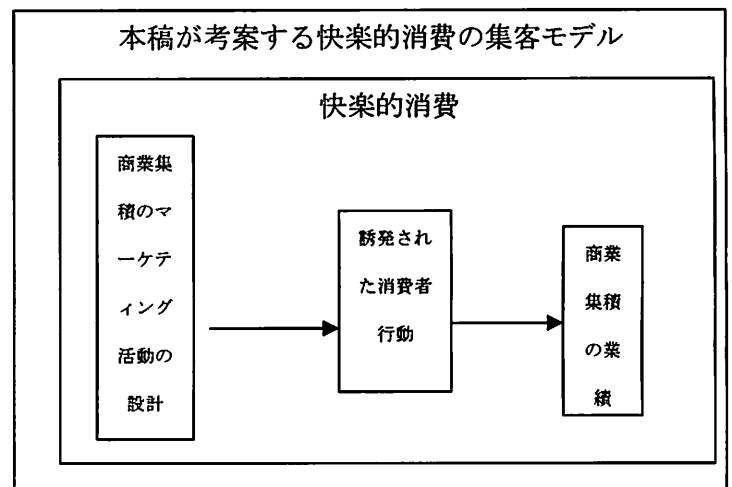 本稿が考案する快楽的消費の集客モデル
快楽的消費
商業集
積のマ
ーケテ
ィング
活動の
設計
誘発され
た消費者
行動
商業
集積
の業
績